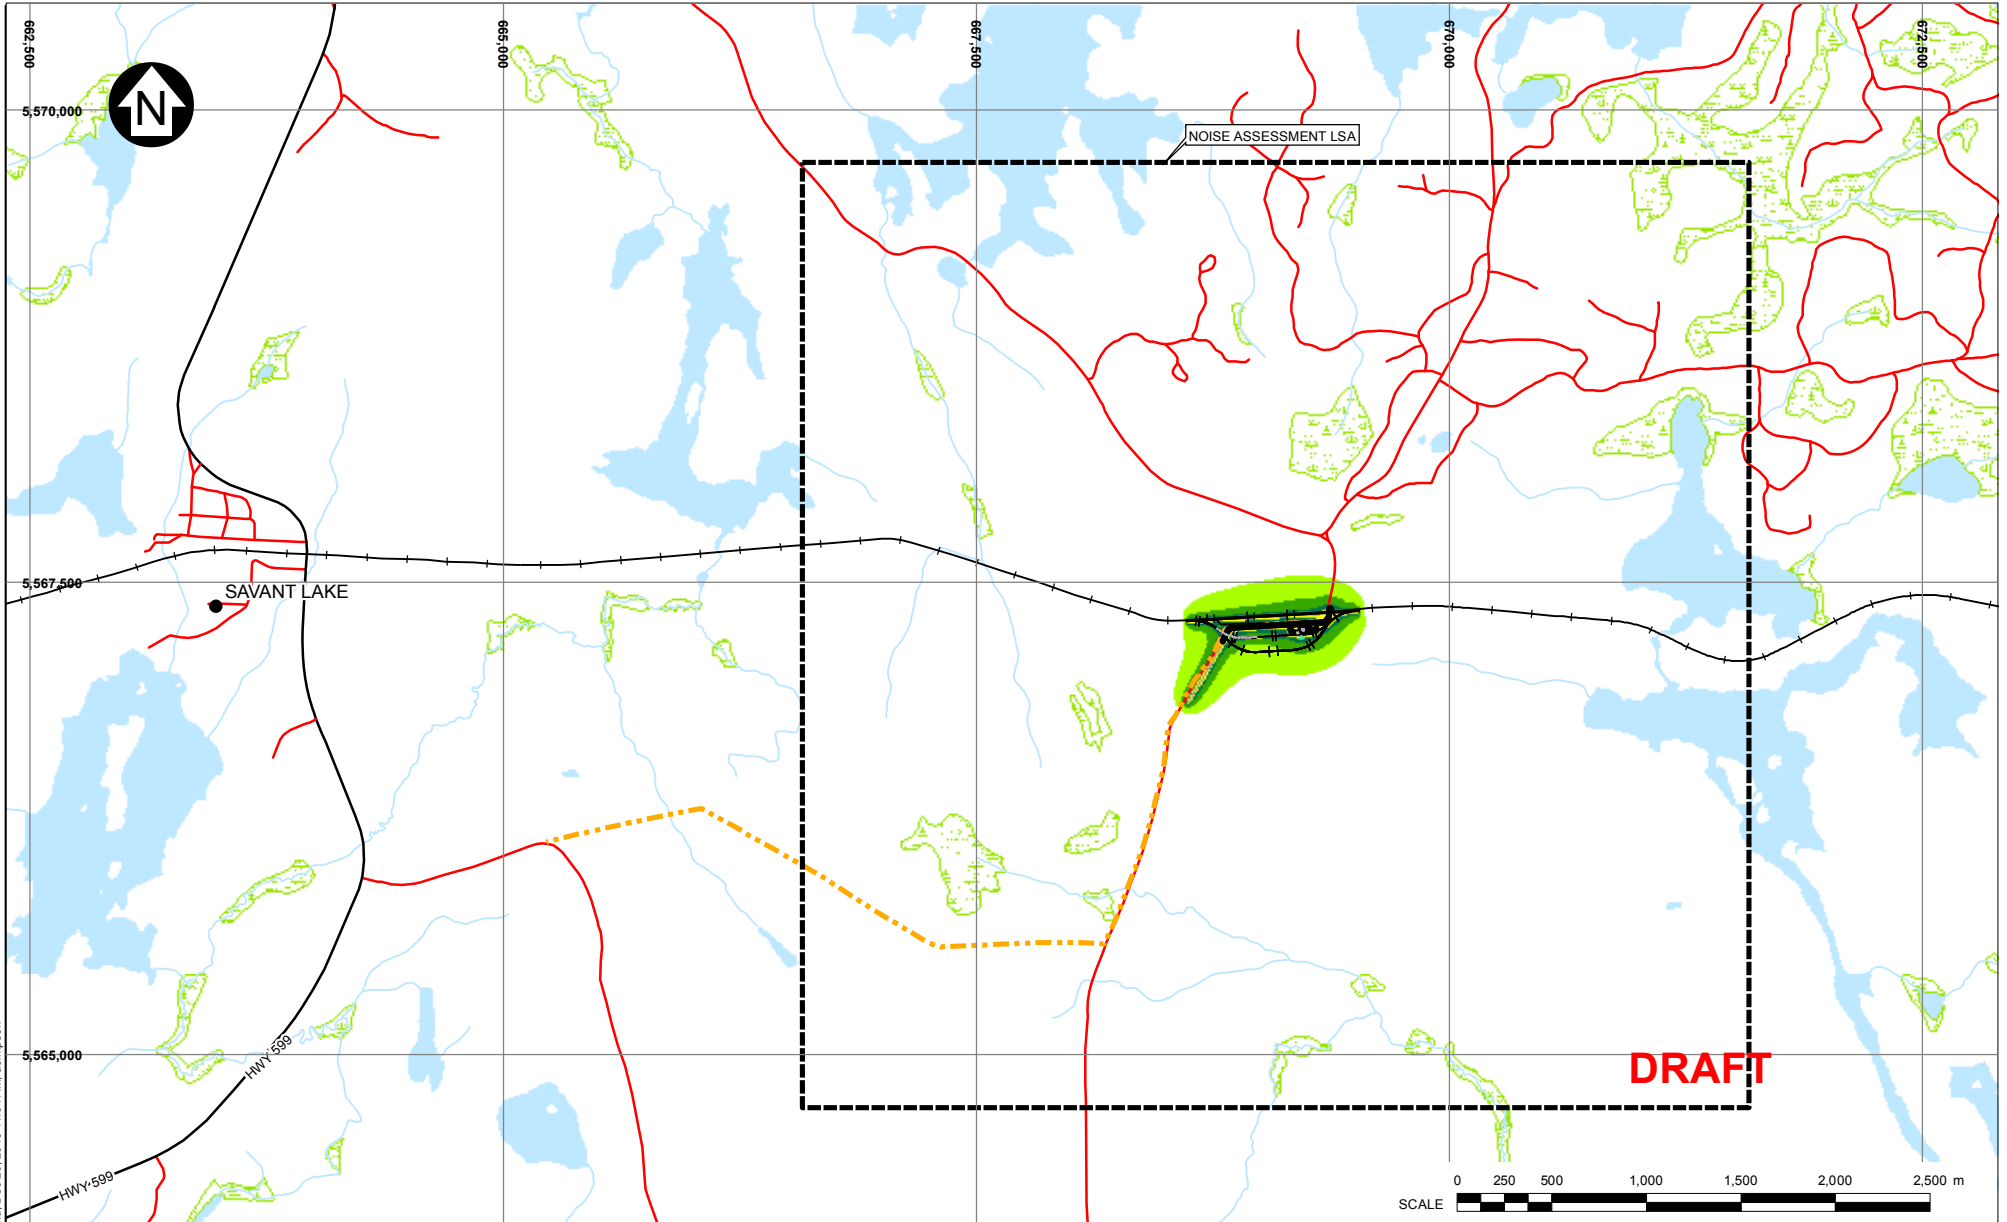 662,500
665,000
667,500
670,000
672,500
5,570,000
N
NOISE ASSESSMENT LSA
5,567,500
SAVANT LAKE
5,565,000
HWY 599
DRAFT
HWY 599
0 250 500 1,000 1,500 2,000 2,500 m
SCALE